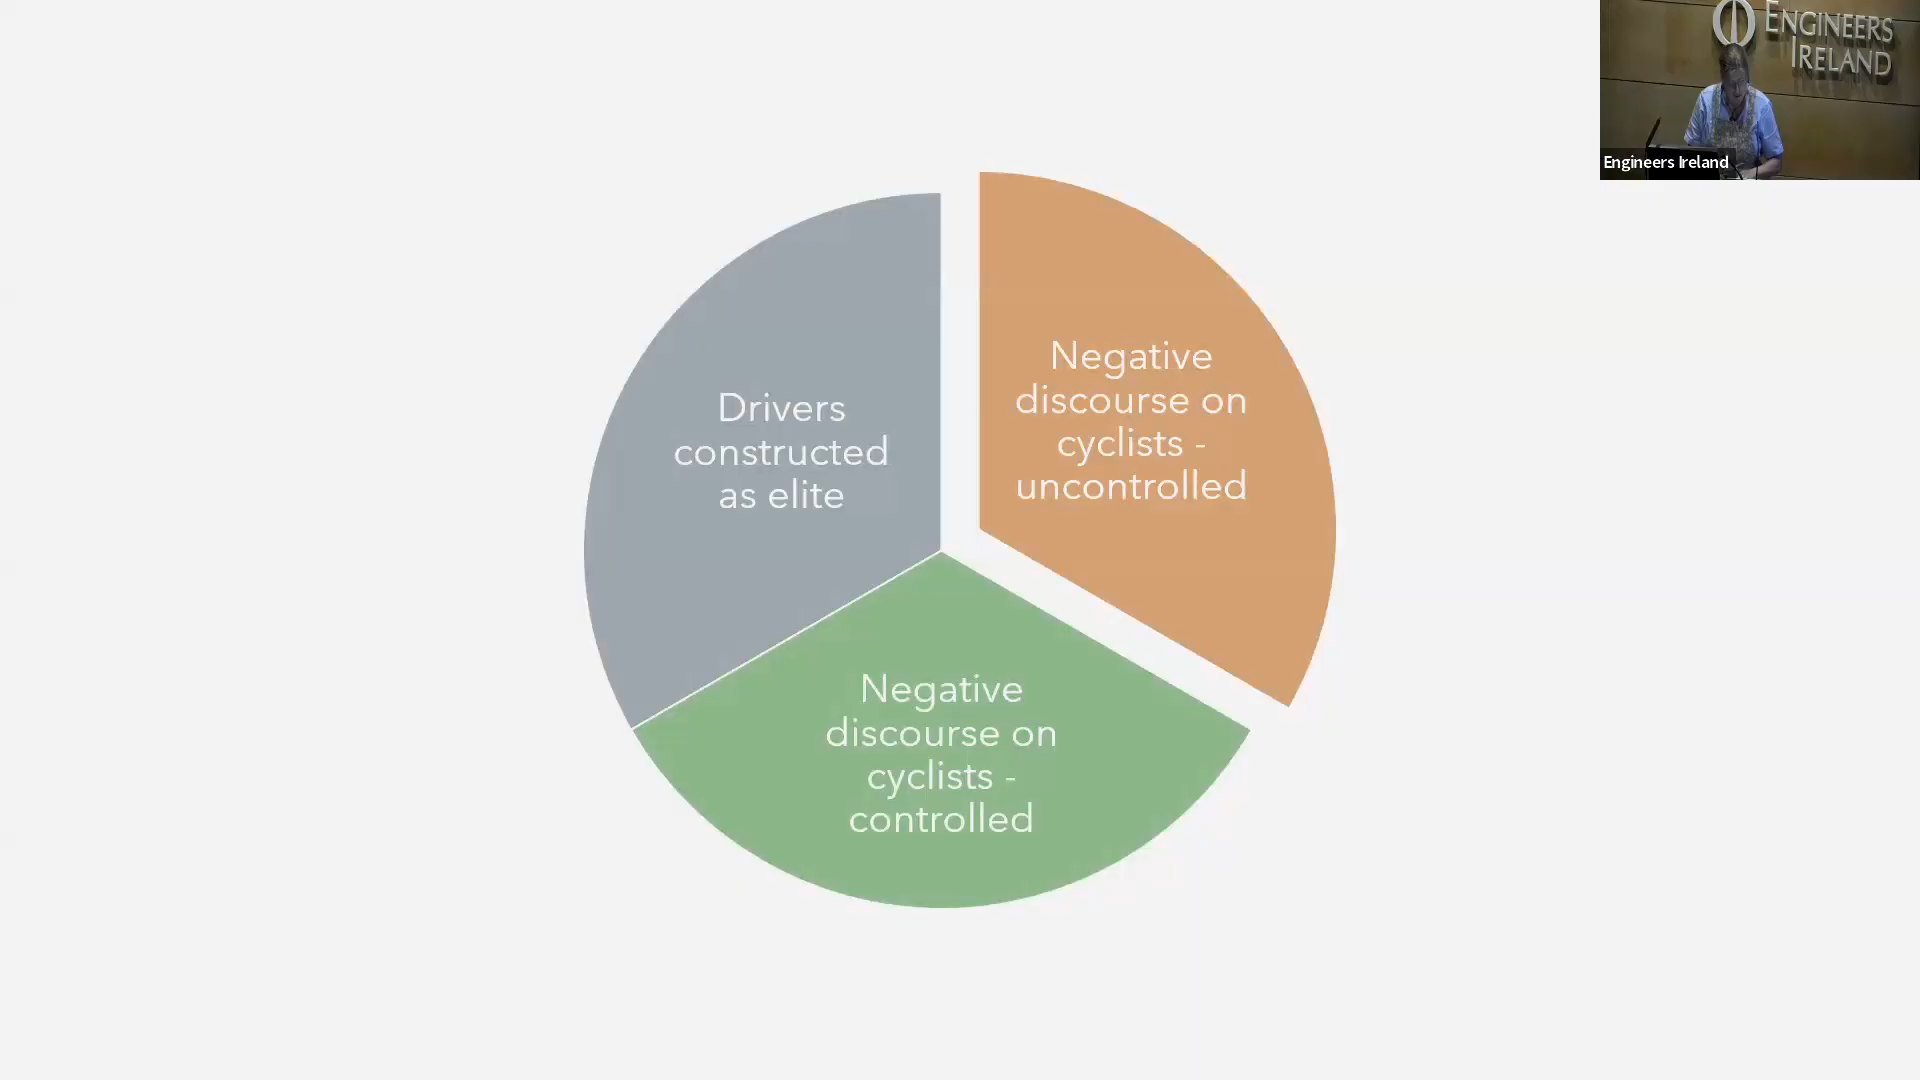 ENGINEERS
IRELAND
Engineers Ireland
Negative
discourse on
cyclists -
uncontrolled
Drivers
constructed
as elite
Negative
discourse on
cyclists -
controlled